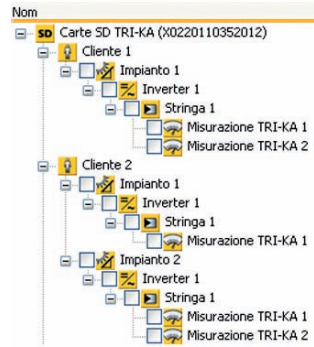 Nom
SD Carte SD TRI-KA (X0220110352012)
Cliente 1
Impianto 1
Inverter 1
Stringa 1
Misurazione TRI-KA 1
Misurazione TRI-KA 2
Cliente 2
Impianto 1
Inverter 1
Stringa 1
Misurazione TRI-KA 1
Impianto 2
Inverter 1
Stringa 1
Misurazione TRI-KA 1
Misurazione TRI-KA 2